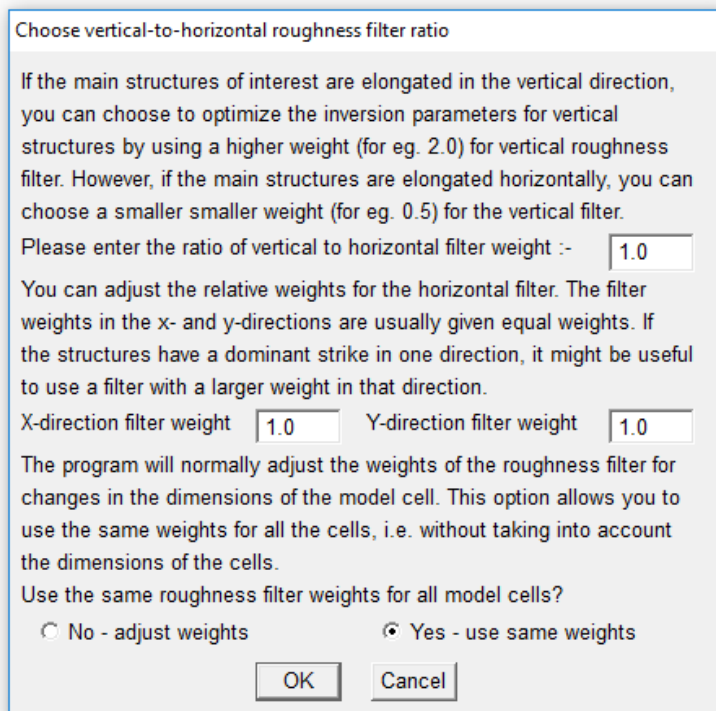 Choose vertical-to-horizontal roughness filter ratio
If the main structures of interest are elongated in the vertical direction,
you can choose to optimize the inversion parameters for vertical
structures by using a higher weight (for eg. 2.0) for vertical roughness
filter. However, if the main structures are elongated horizontally, you can
choose a smaller smaller weight (for eg. 0.5) for the vertical filter.
Please enter the ratio of vertical to horizontal filter weight :- 1.0
You can adjust the relative weights for the horizontal filter. The filter
weights in the x- and y-directions are usually given equal weights. If
the structures have a dominant strike in one direction, it might be useful
to use a filter with a larger weight in that direction.
X-direction filter weight 1.0 Y-direction filter weight 1.0
The program will normally adjust the weights of the roughness filter for
changes in the dimensions of the model cell. This option allows you to
use the same weights for all the cells, i.e. without taking into account
the dimensions of the cells.
Use the same roughness filter weights for all model cells?
No - adjust weights Yes - use same weights
OK Cancel